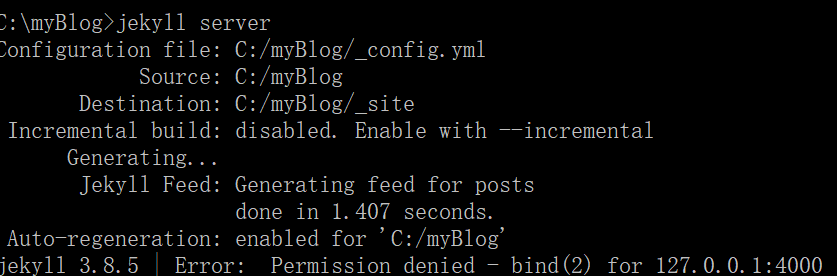 C:\myBlog>jekyll server
Configuration file: C:/myBlog/_config.yml
Source: C:/myBlog
Destination: C:/myBlog/_site
Incremental build: disabled. Enable with --incremental
Generating...
Jekyll Feed: Generating feed for posts
done in 1.407 seconds.
Auto-regeneration: enabled for 'C:/myBlog'
jekyll 3.8.5 | Error:  Permission denied - bind(2) for 127.0.0.1:4000